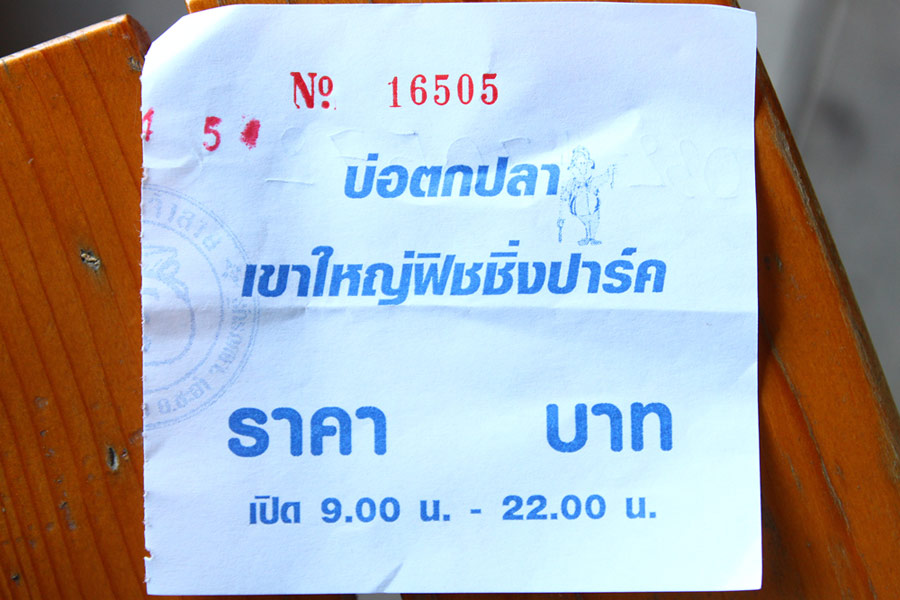 No 16505
5
บ่อตกปลา
เขาใหญ่ฟิชชิ่งปาร์ค
ราคา บาท
เปิด 9.00 น. - 22.00 น.